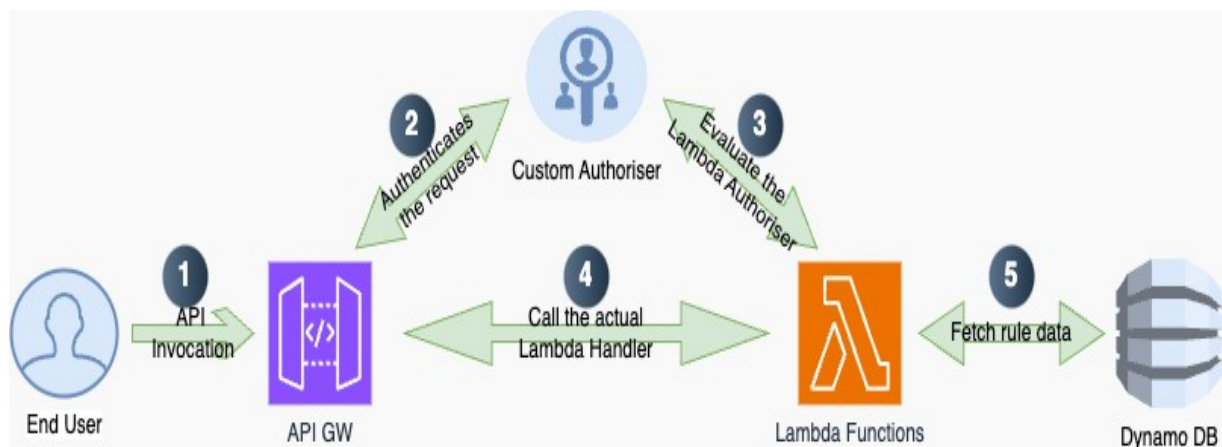 2
3
Authenticates
the request
Evaluate the
Lambda Authoriser
Custom Authoriser
1
4
5
API
Invocation
</>
Call the actual
Lambda Handler
Fetch rule data
End User
API GW
Lambda Functions
Dynamo DB